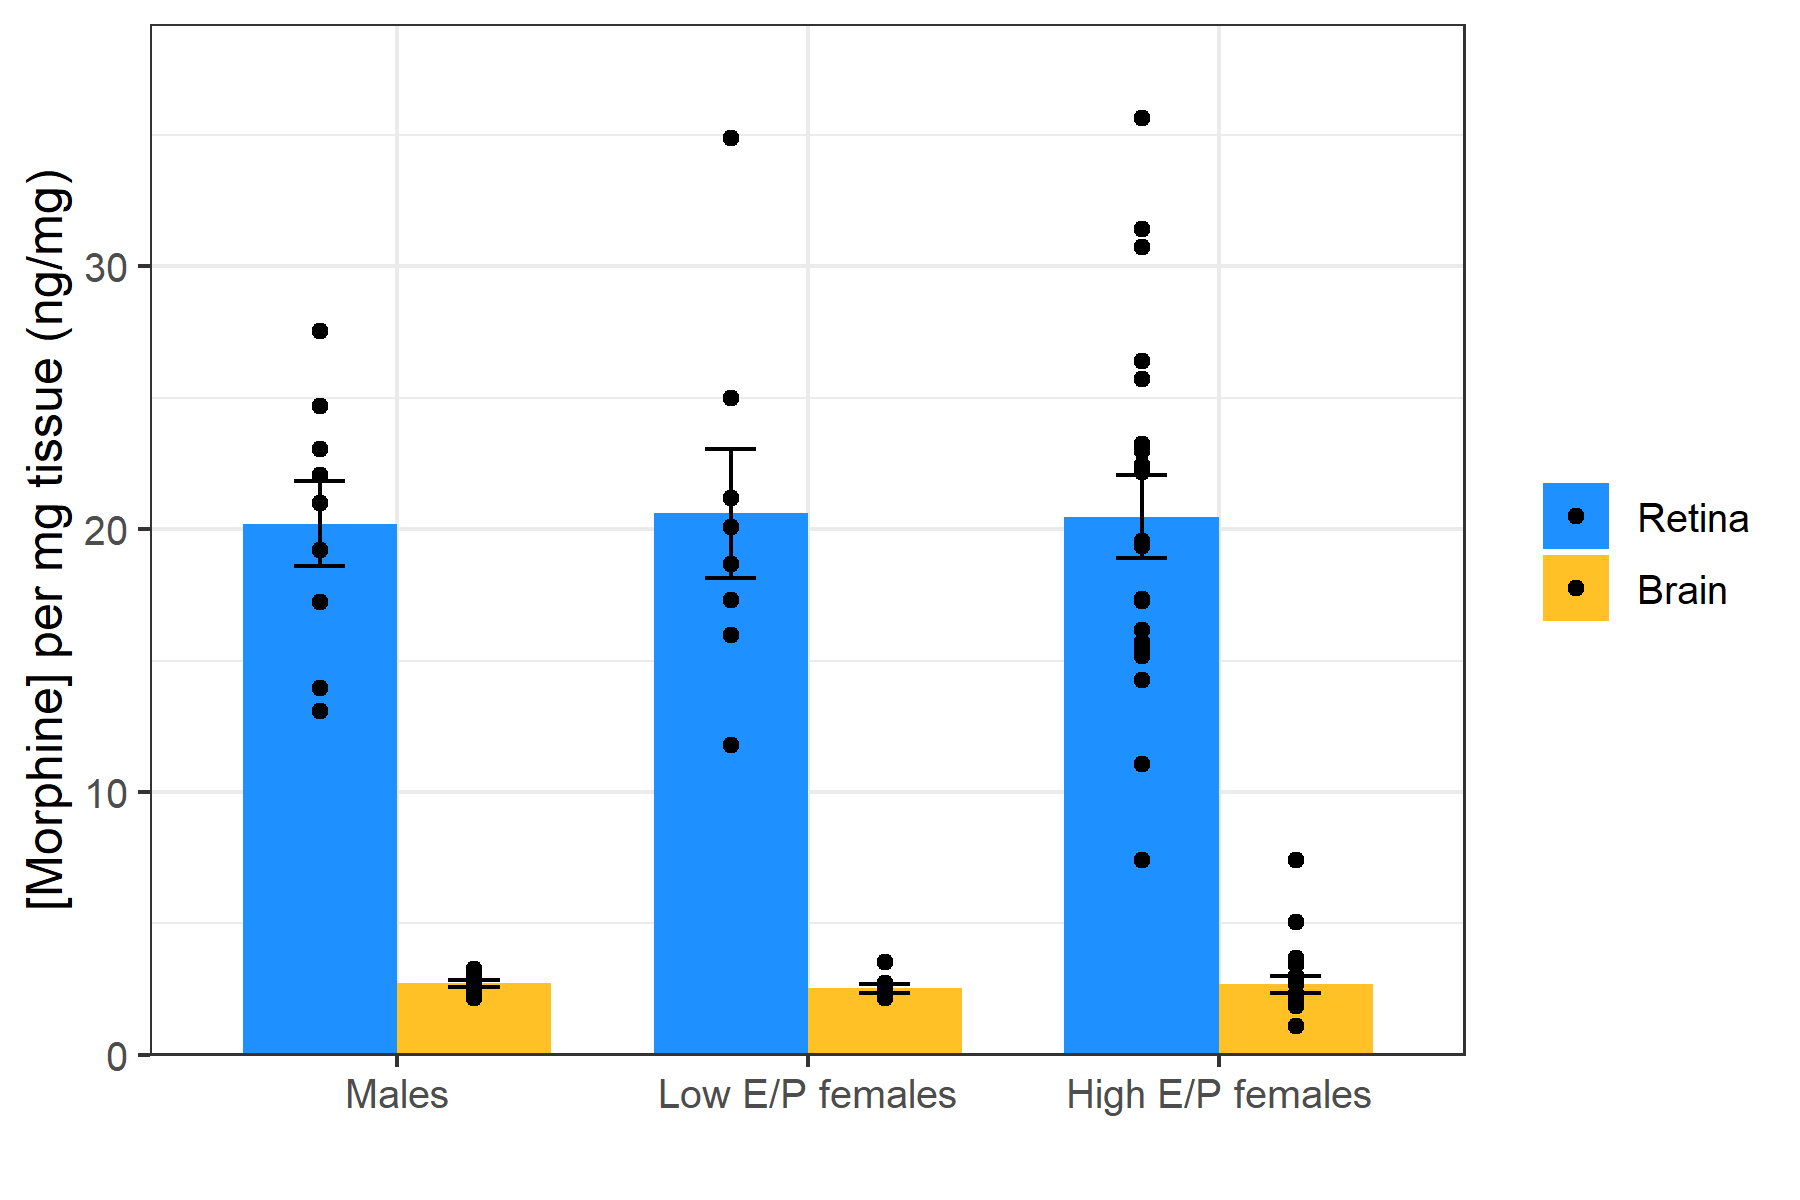 [Morphine] per mg tissue (ng/mg)
30
20
10
0
Males
Low E/P females
High E/P females
Retina
Brain